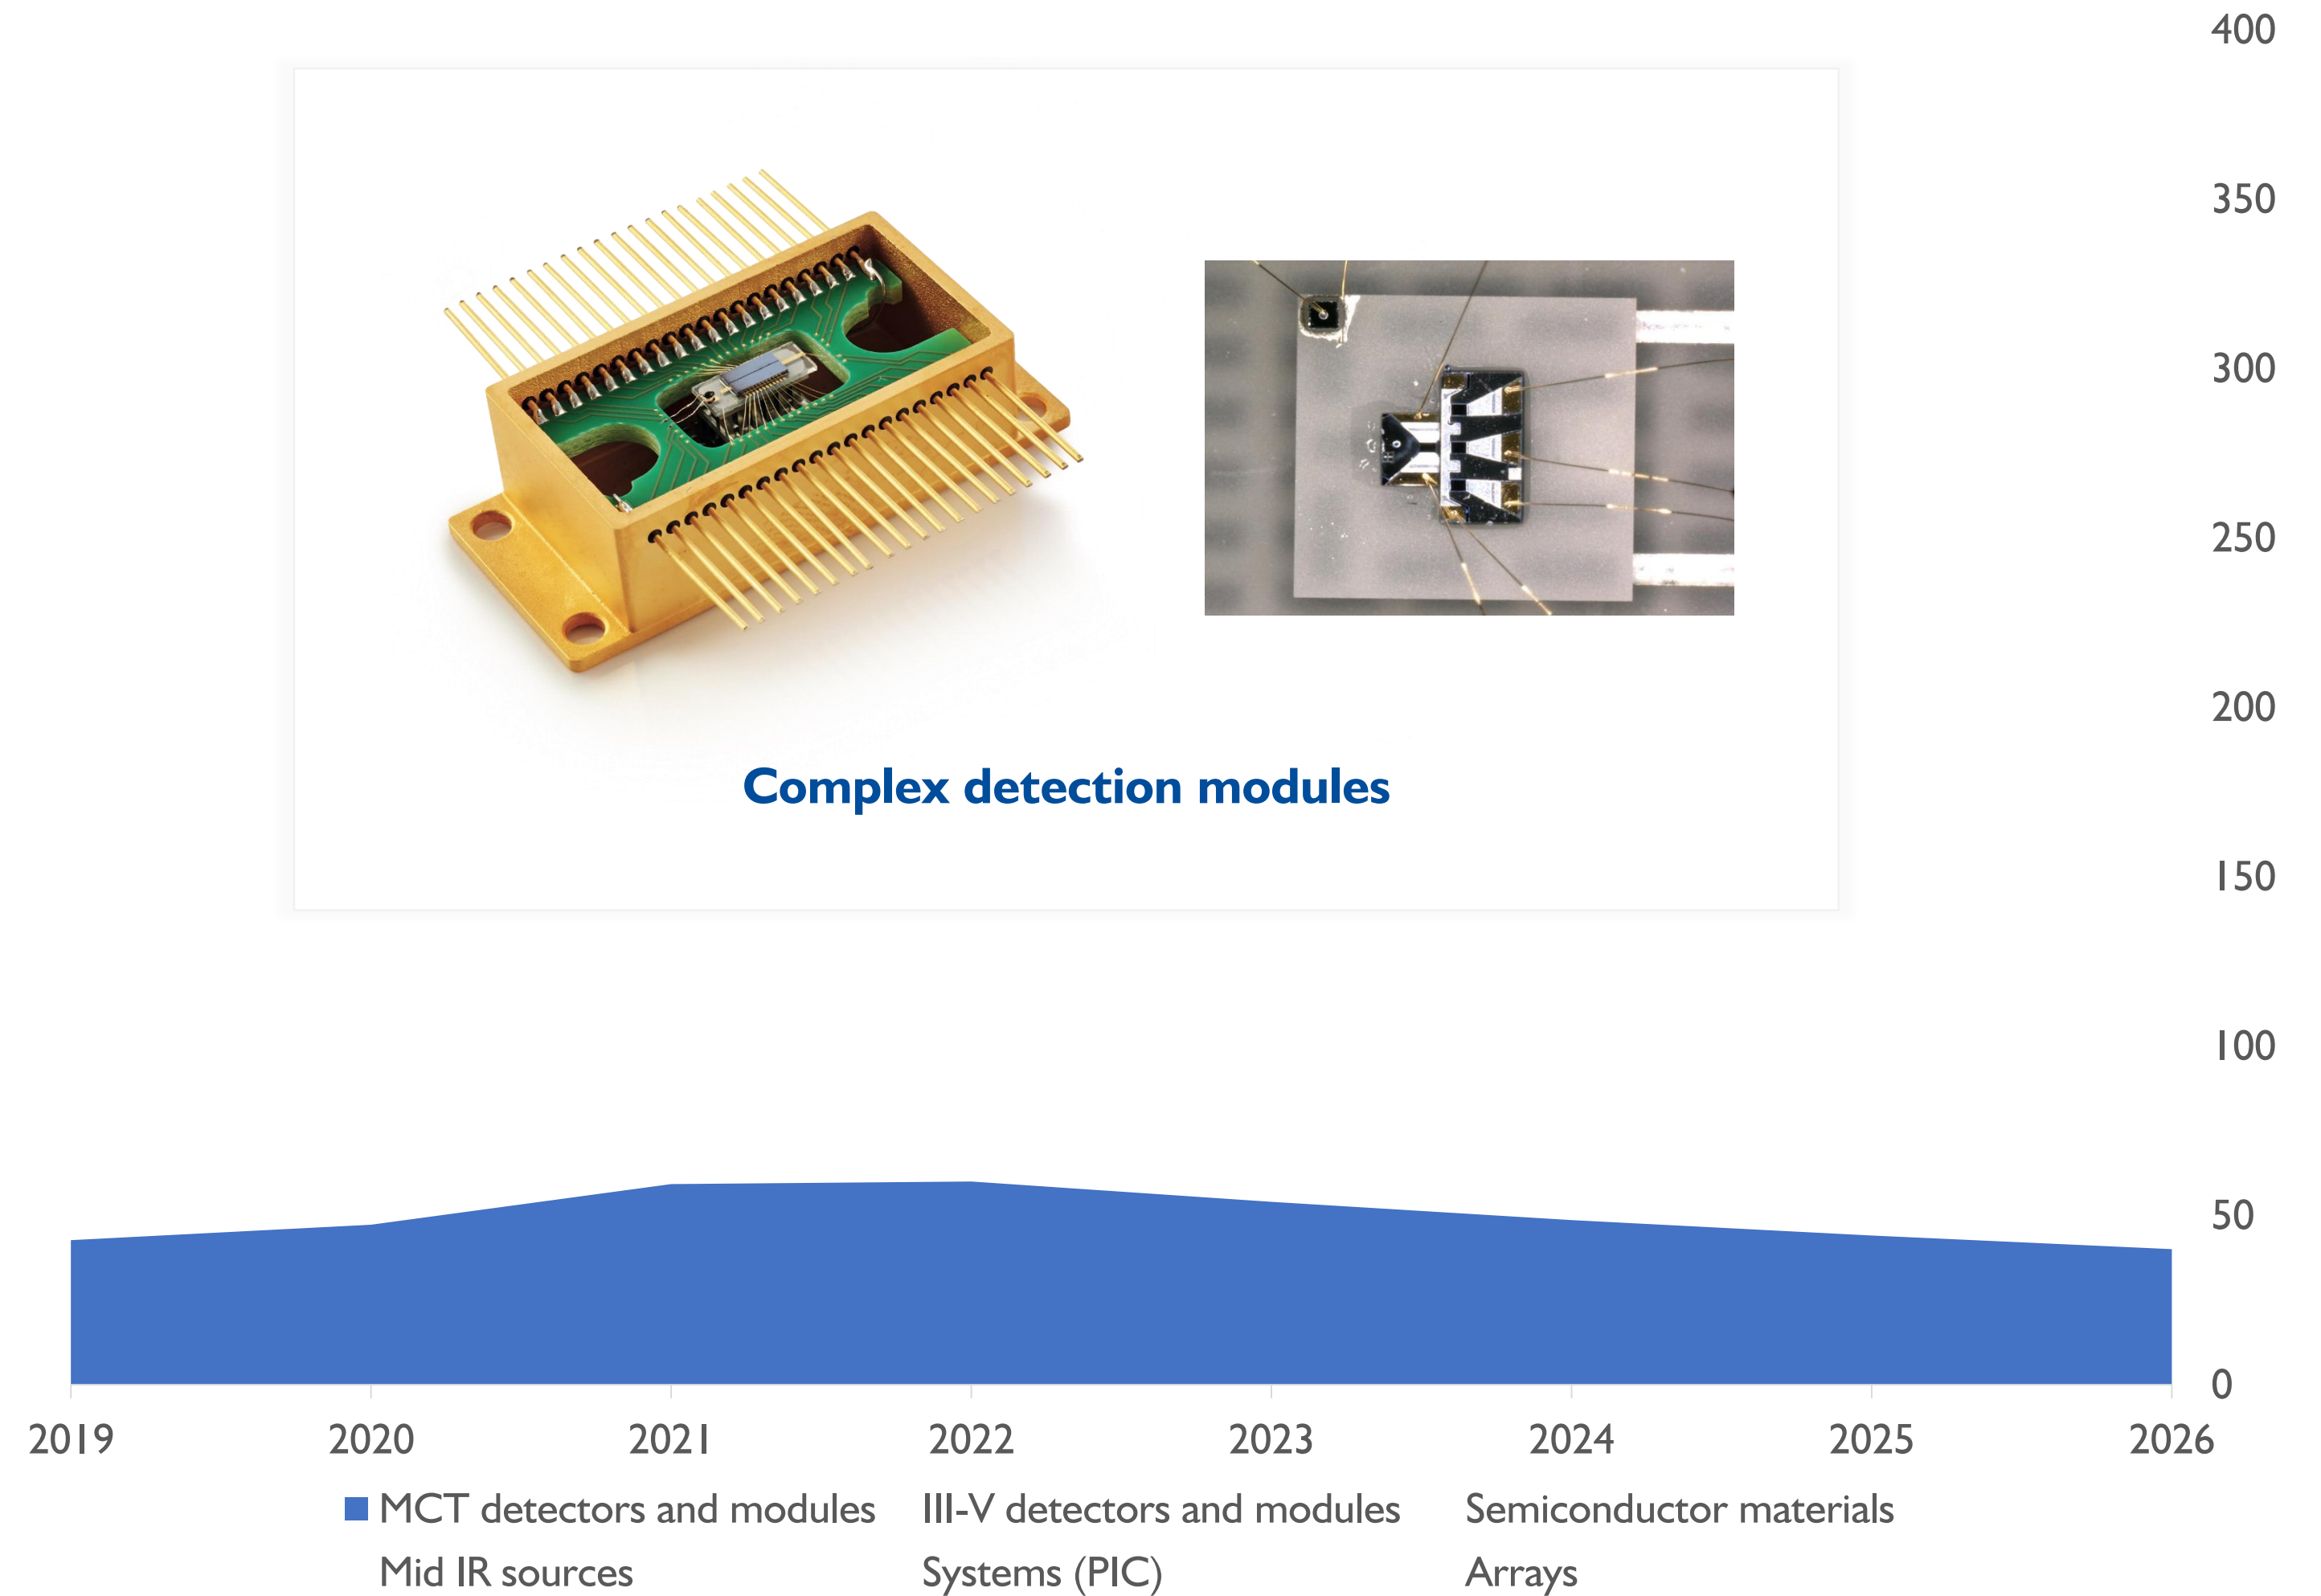 400
350
300
250
200
Complex detection modules
150
100
50
0
2019 2020 2021 2022 2023 2024 2025 2026
MCT detectors and modules III-V detectors and modules Semiconductor materials
Mid IR sources Systems (PIC) Arrays